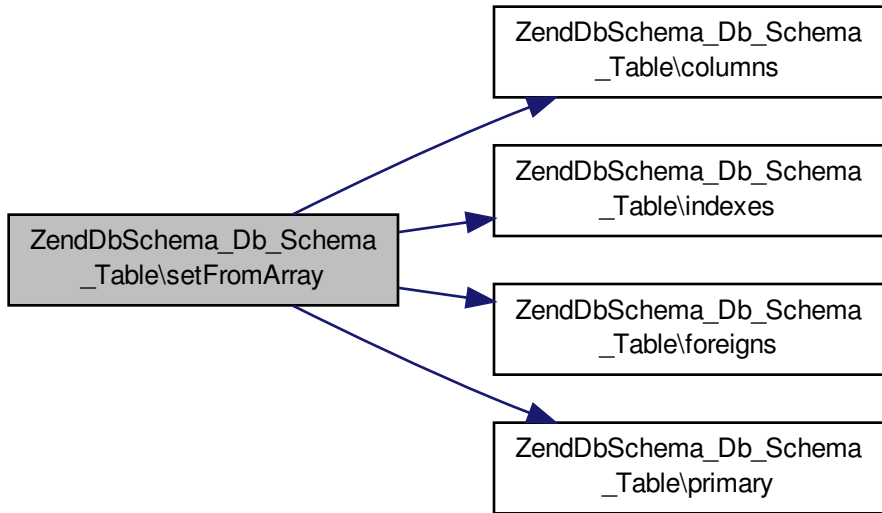 ZendDbSchema_Db_Schema
_Table\columns
ZendDbSchema_Db_Schema
_Table\indexes
ZendDbSchema_Db_Schema
_Table\setFromArray
ZendDbSchema_Db_Schema
_Table\foreigns
ZendDbSchema_Db_Schema
_Table\primary